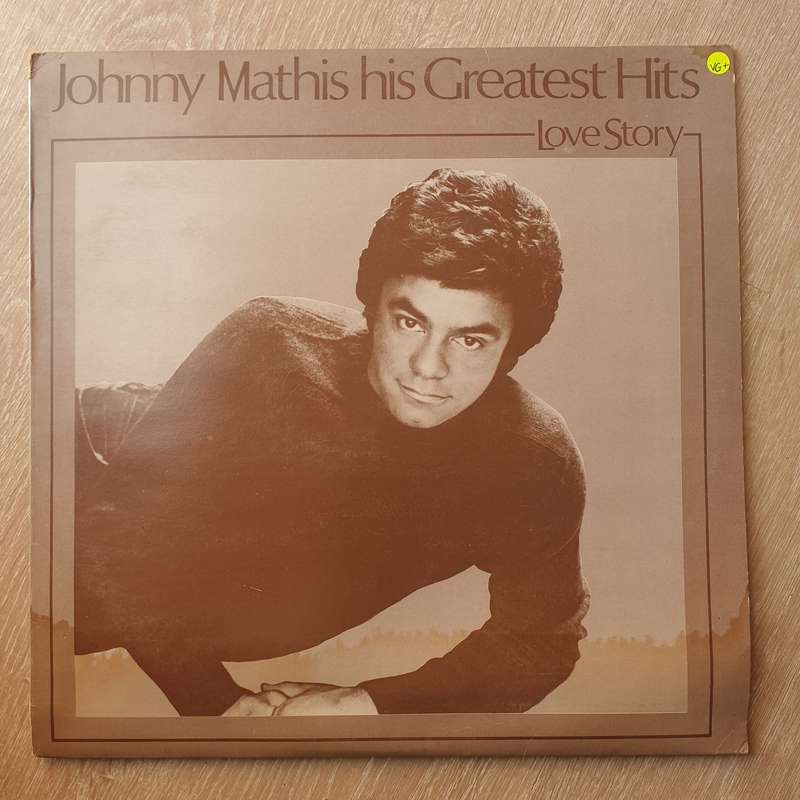 Johnny Mathis his Greatest Hits
VG+
Love Story